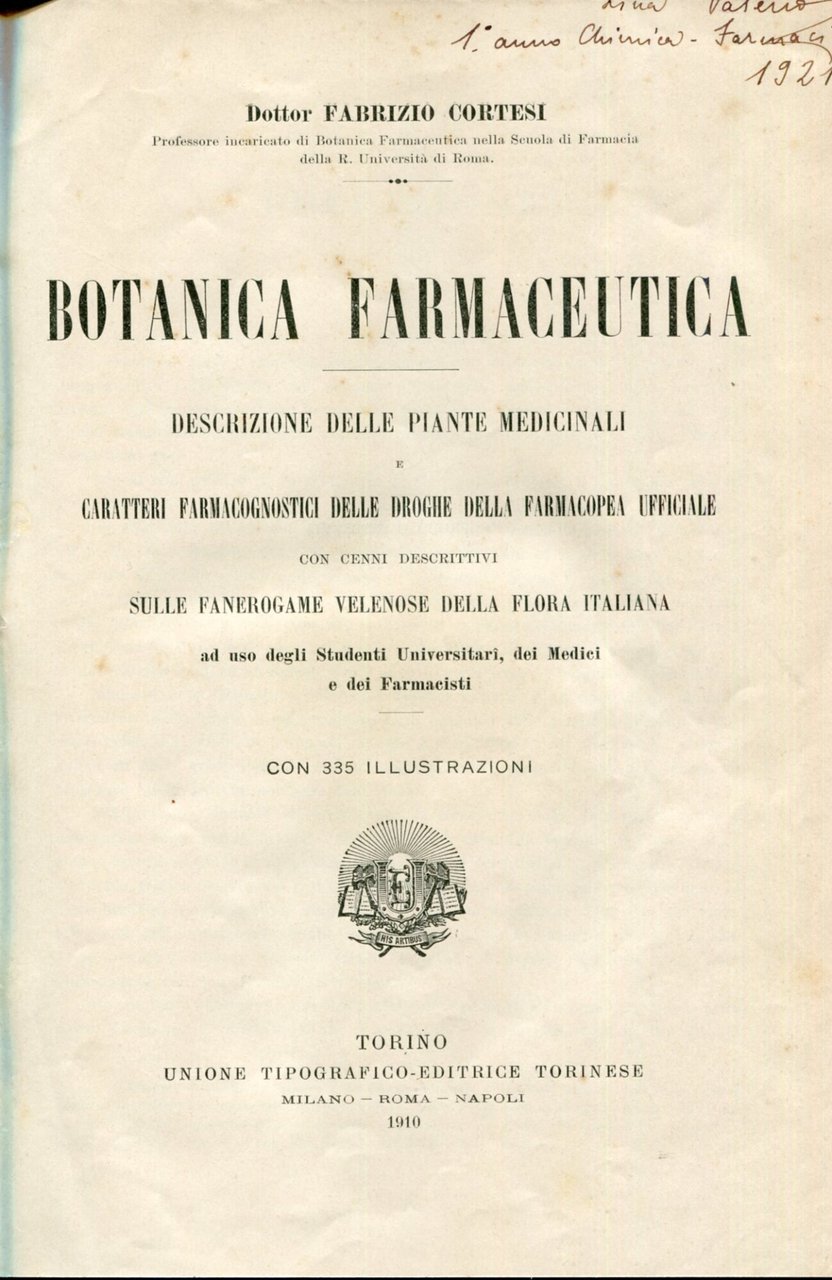 1.° anno Chimica - Farmaci
1921
Dottor FABRIZIO CORTESI
Professore incaricato di Botanica Farmaceutica nella Scuola di Farmacia
della R. Università di Roma.
BOTANICA FARMACEUTICA
DESCRIZIONE DELLE PIANTE MEDICINALI
E
CARATTERI FARMACOGNOSTICI DELLE DROGHE DELLA FARMACOPEA UFFICIALE
CON CENNI DESCRITTIVI
SULLE FANEROGAME VELENOSE DELLA FLORA ITALIANA
ad uso degli Studenti Universitarî, dei Medici
e dei Farmacisti
CON 335 ILLUSTRAZIONI
HIS ARTIBUS
TORINO
UNIONE TIPOGRAFICO-EDITRICE TORINESE
MILANO — ROMA — NAPOLI
1910